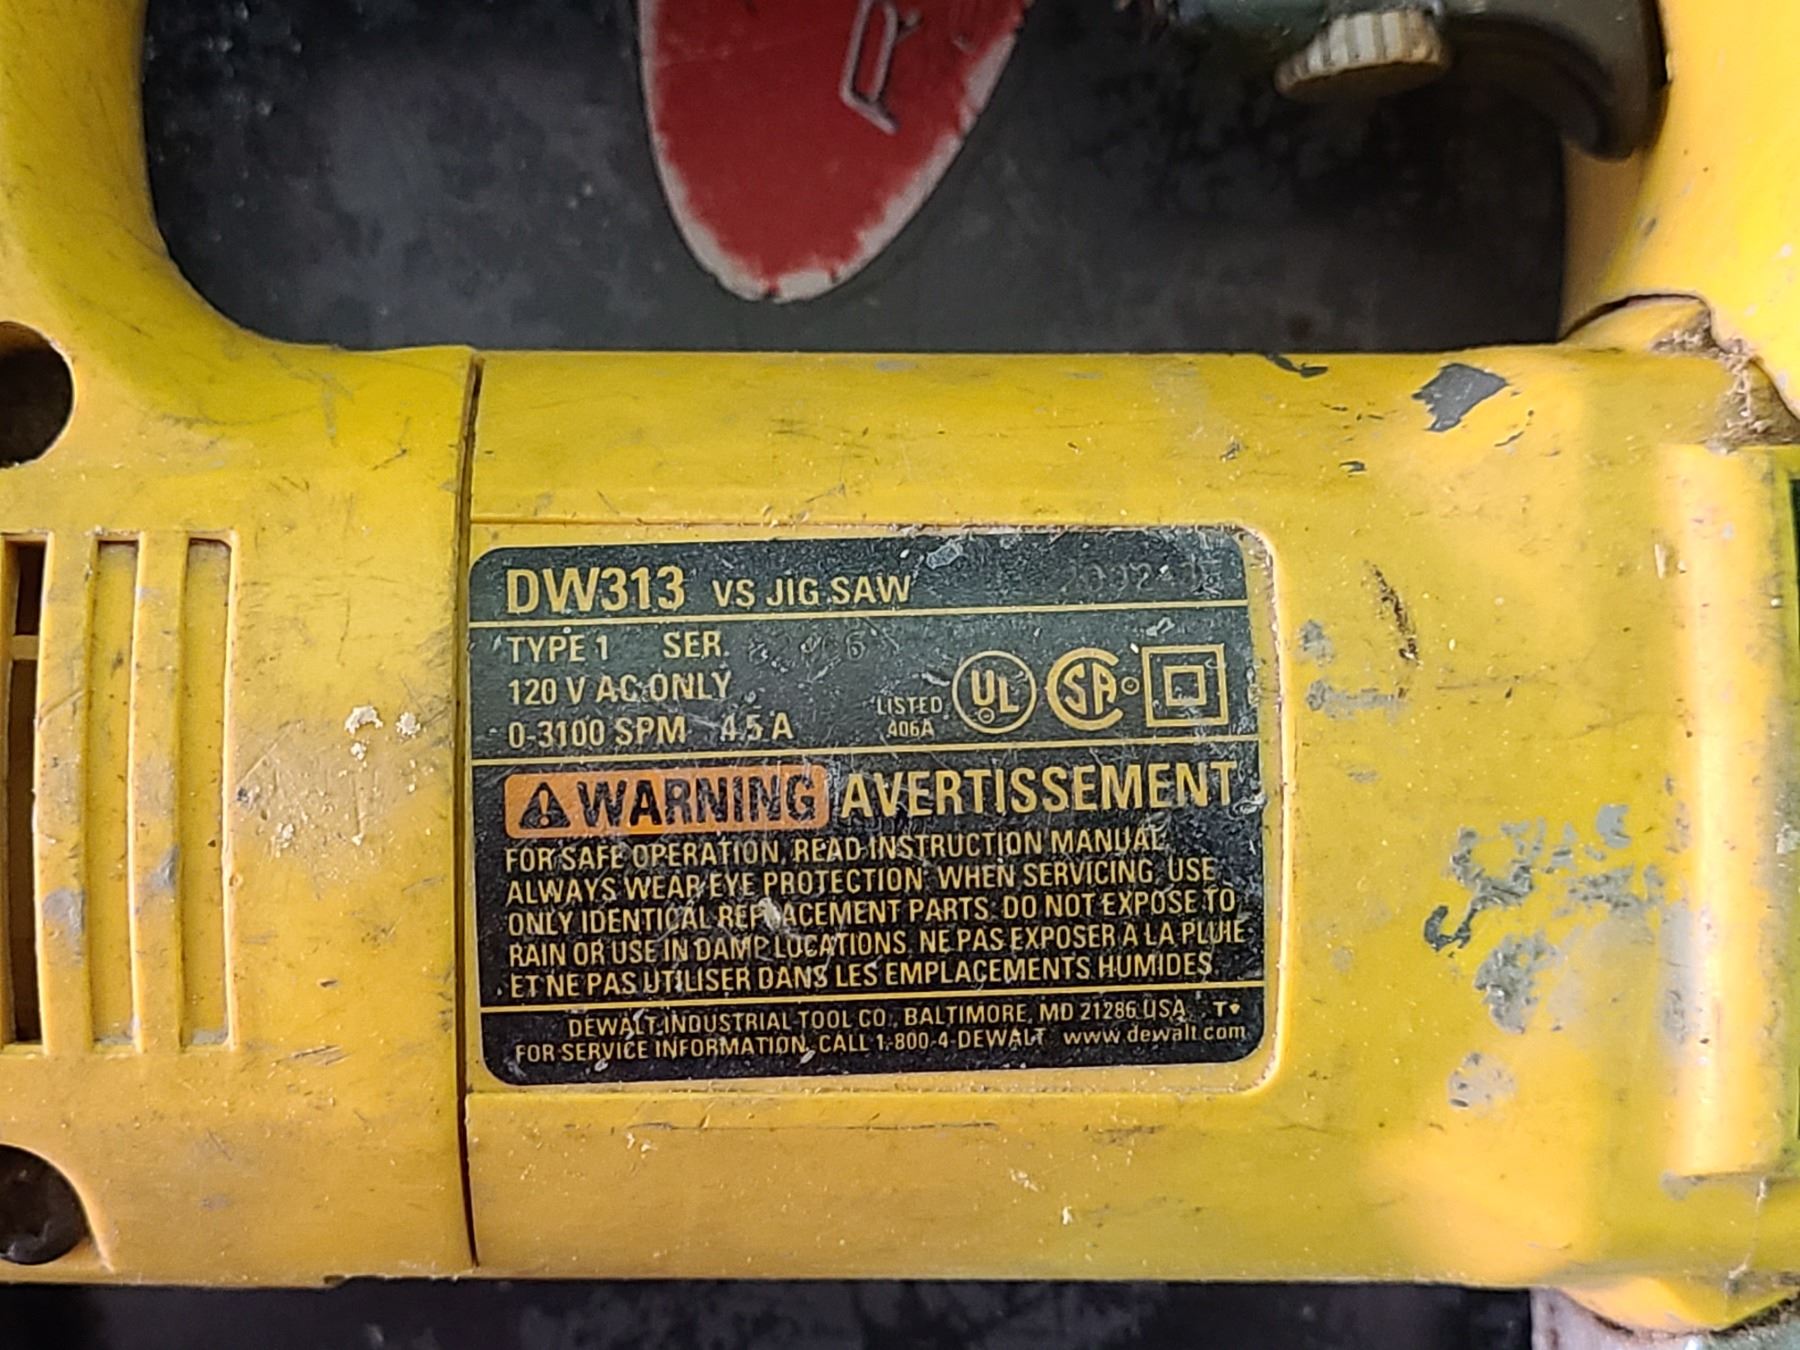 DW313 VS JIG SAW
TYPE 1 SER.
120 V AC ONLY
0-3100 SPM 4.5 A
LISTED
406A
UL
SA
WARNING AVERTISSEMENT
FOR SAFE OPERATION, READ INSTRUCTION MANUAL.
ALWAYS WEAR EYE PROTECTION. WHEN SERVICING, USE
ONLY IDENTICAL REPLACEMENT PARTS. DO NOT EXPOSE TO
RAIN OR USE IN DAMP LOCATIONS. NE PAS EXPOSER A LA PLUIE
ET NE PAS UTILISER DANS LES EMPLACEMENTS HUMIDES.
DEWALT INDUSTRIAL TOOL CO., BALTIMORE, MD 21286 USA
FOR SERVICE INFORMATION, CALL 1-800-4-DEWALT www.dewalt.com